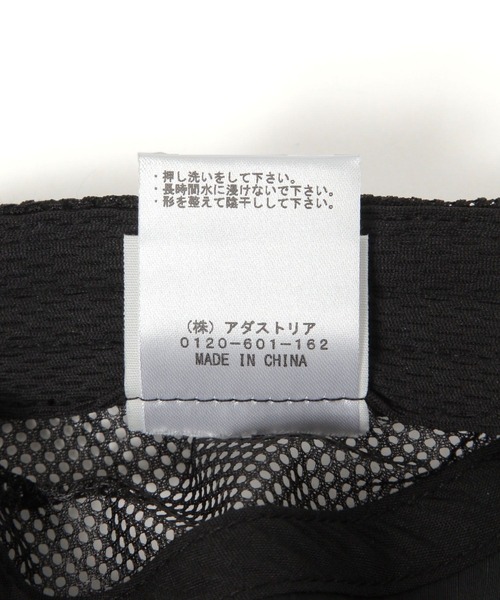 ・押し洗いをして下さい。
・長時間水に浸けないで下さい。
・形を整えて陰干しして下さい。
(株)アダストリア
0120-601-162
MADE IN CHINA